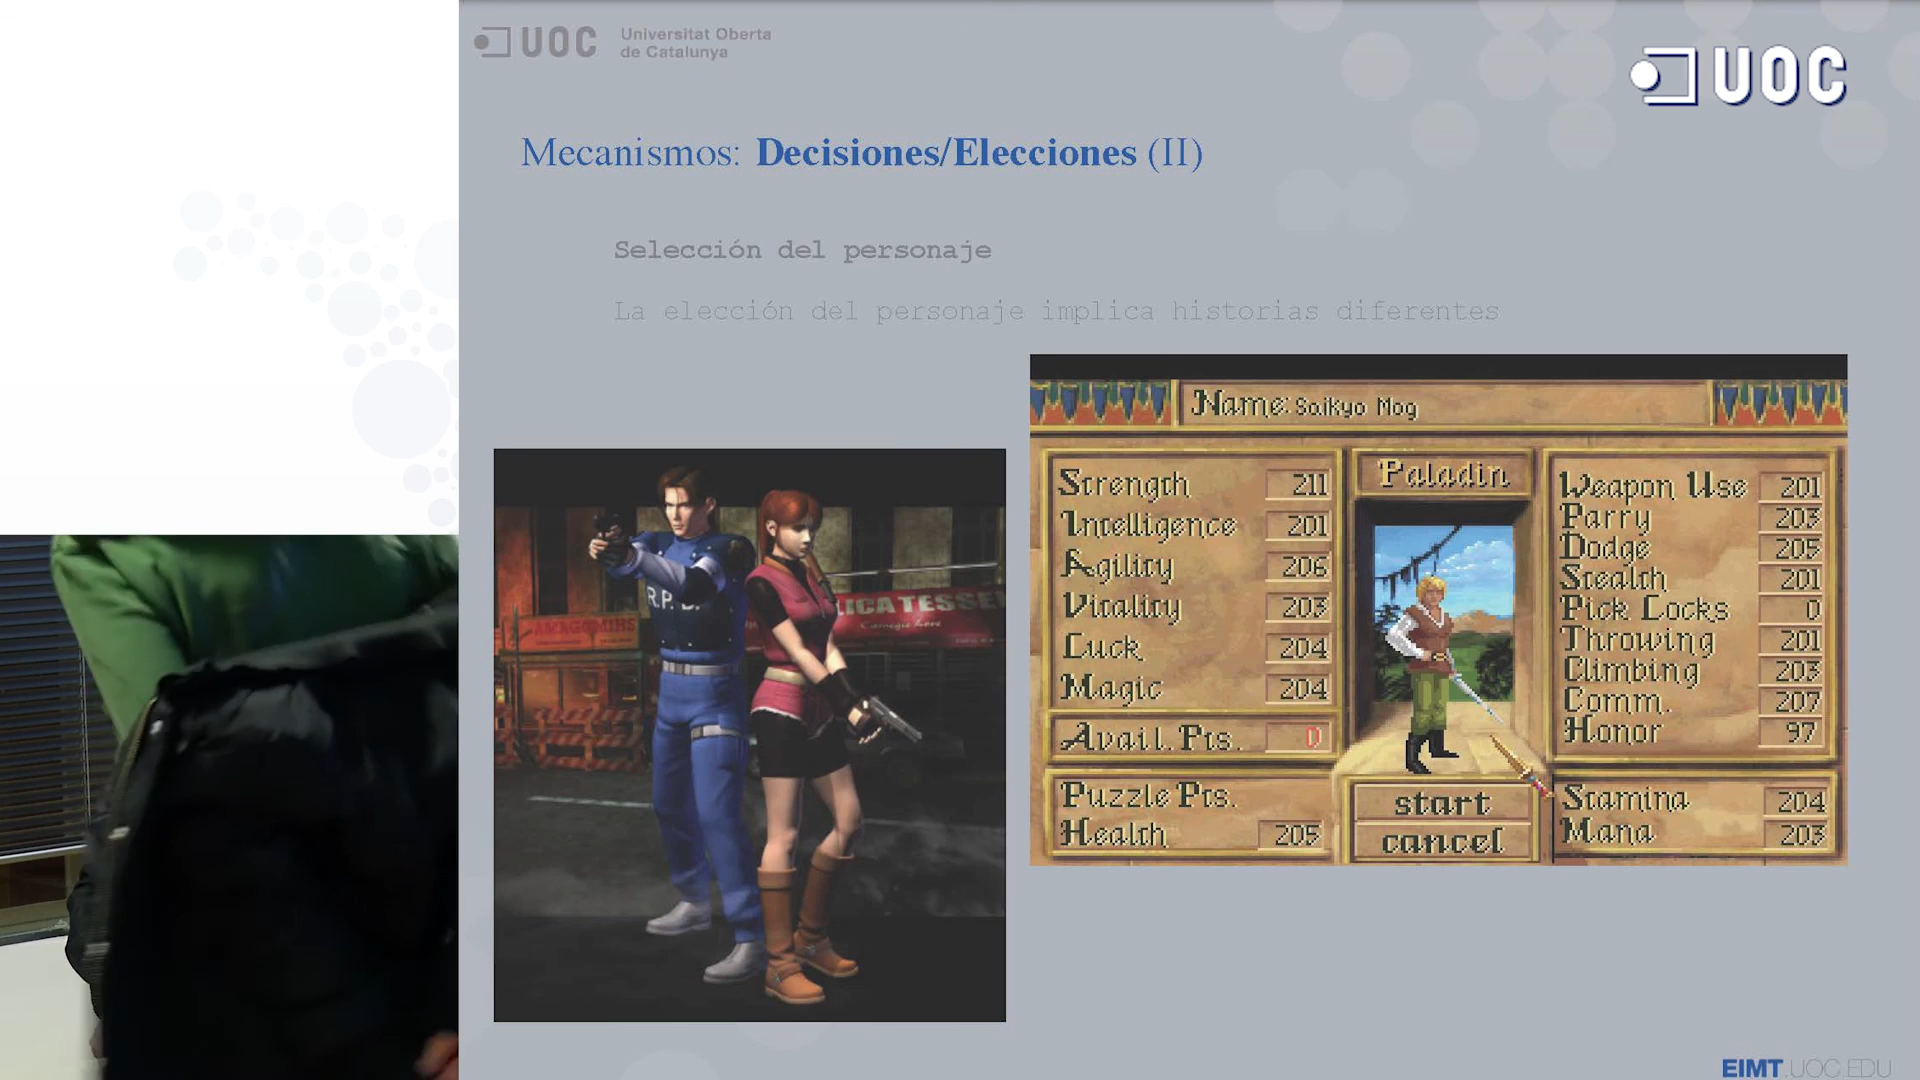 UOC
Universitat Oberta
de Catalunya
UOC
Mecanismos: Decisiones/Elecciones (II)
Selección del personaje
La elección del personaje implica historias diferentes
Name: Saikyo Mog
Strength 211
Intelligence 201
Agility 206
Vitality 203
Luck 204
Magic 204
Avail. Pts. 0
Puzzle Pts.
Health 205
Paladin
start
cancel
Weapon Use 201
Parry 203
Dodge 205
Stealth 201
Pick Locks 0
Throwing 201
Climbing 203
Comm. 207
Honor 97
Stamina 204
Mana 203
R.P.D.
EIMT.UOC.EDU